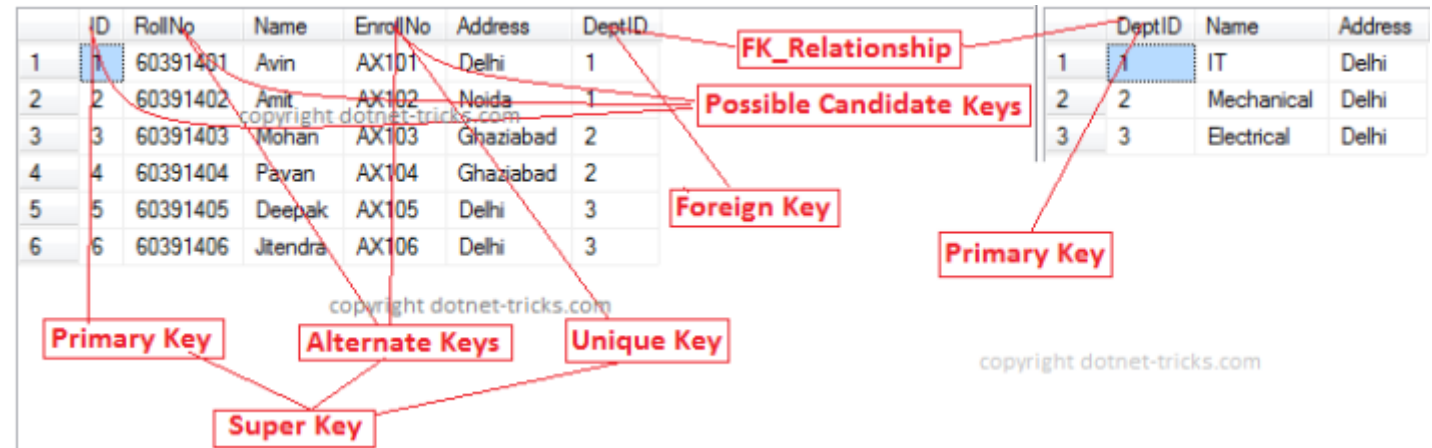 ID RollNo Name EnrollNo Address DeptID
1 1 60391401 Avin AX101 Delhi 1
2 2 60391402 Amit AX102 Noida 1
copyright dotnet-tricks.com
3 3 60391403 Mohan AX103 Ghaziabad 2
4 4 60391404 Pavan AX104 Ghaziabad 2
5 5 60391405 Deepak AX105 Delhi 3
6 6 60391406 Jitendra AX106 Delhi 3
FK_Relationship
Possible Candidate Keys
Foreign Key
DeptID Name Address
1 1 IT Delhi
2 2 Mechanical Delhi
3 3 Electrical Delhi
Primary Key
copyright dotnet-tricks.com
Primary Key
Alternate Keys
Unique Key
copyright dotnet-tricks.com
Super Key